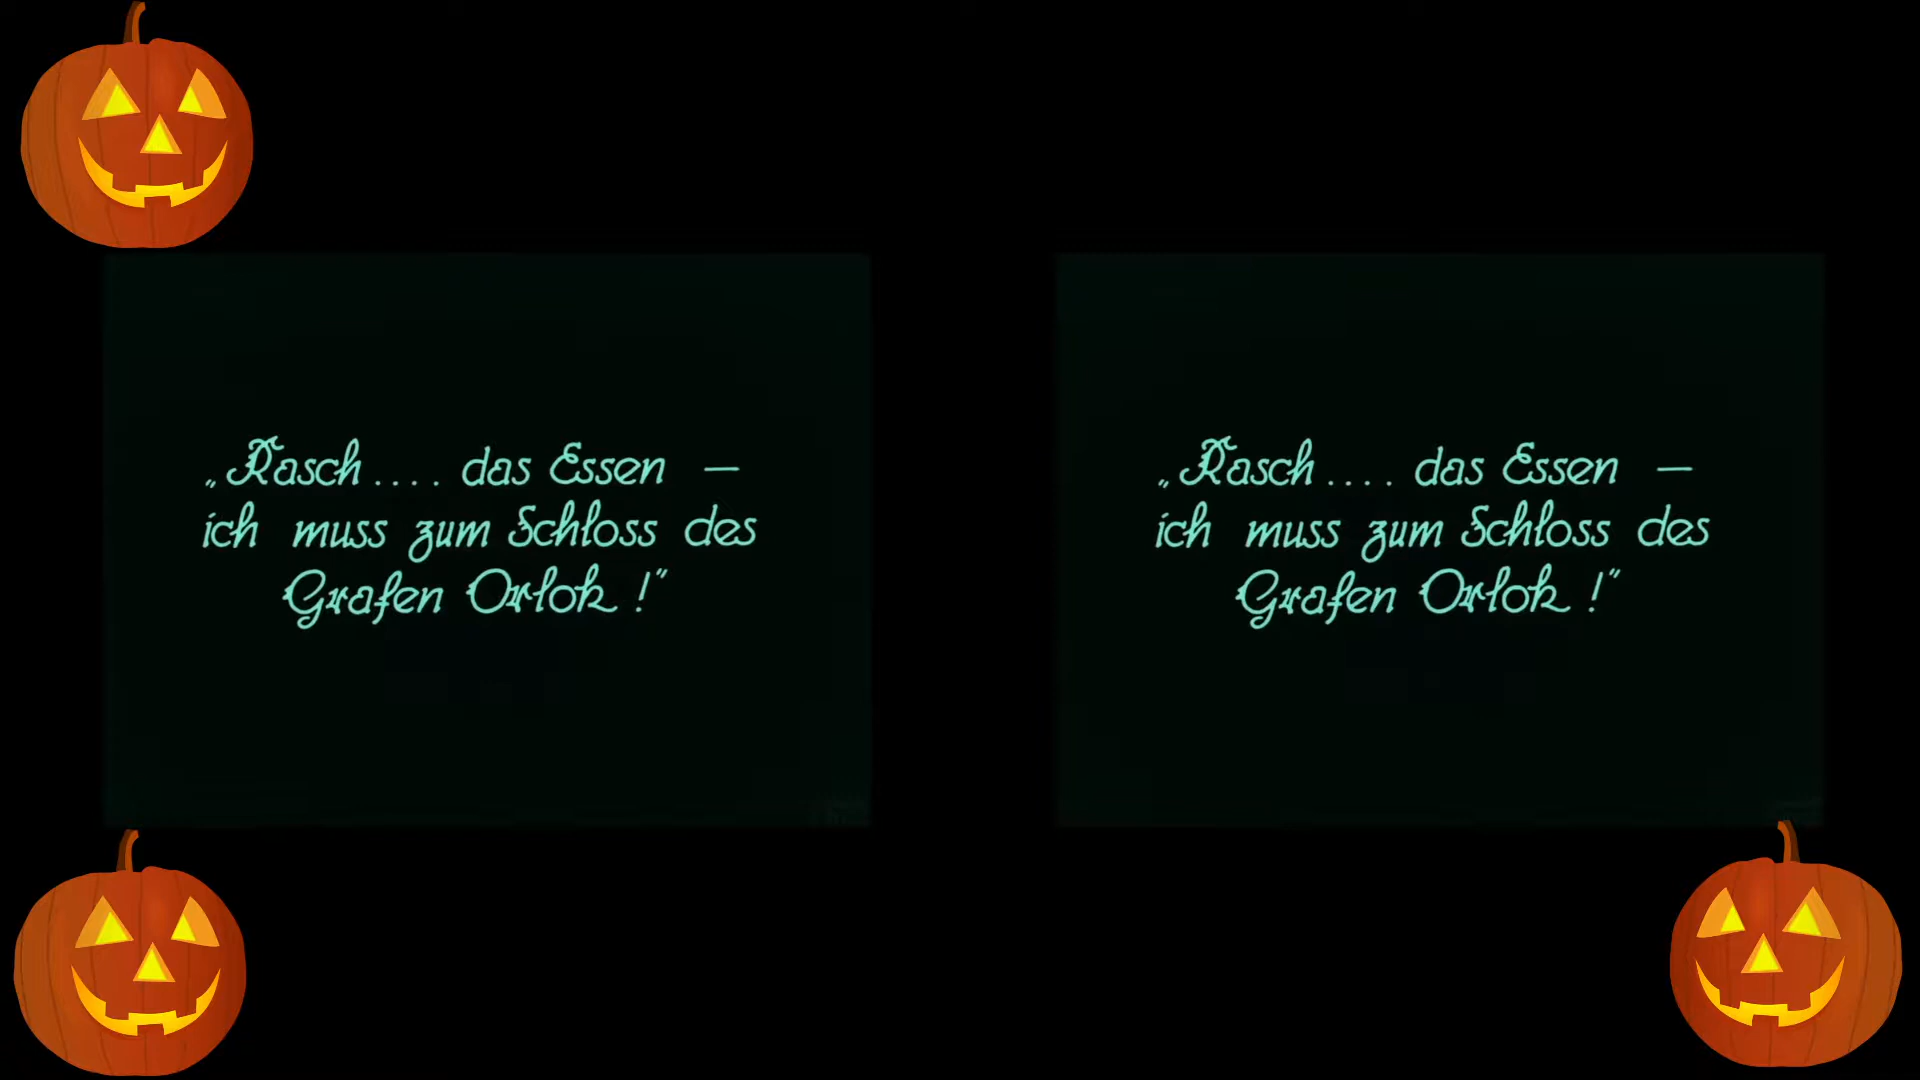 „Rasch.... das Essen —
ich muss zum Schloss des
Grafen Orlok!"
„Rasch.... das Essen —
ich muss zum Schloss des
Grafen Orlok!"